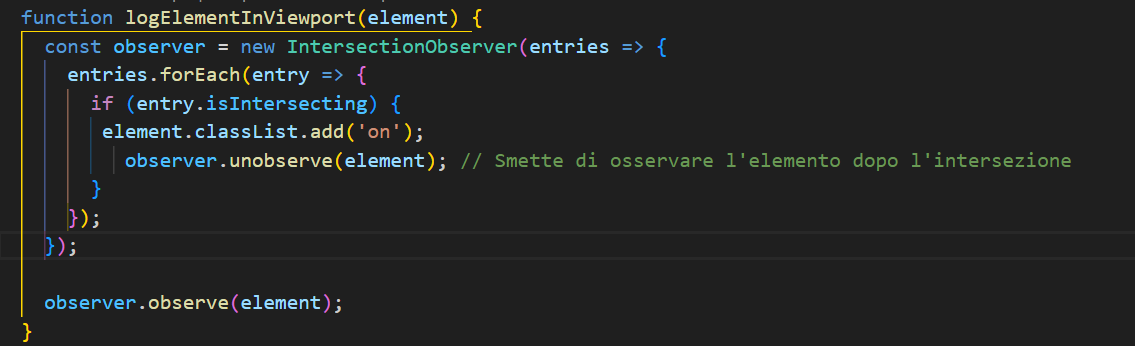 function logElementInViewport(element) {
  const observer = new IntersectionObserver(entries => {
    entries.forEach(entry => {
      if (entry.isIntersecting) {
       element.classList.add('on');
         observer.unobserve(element); // Smette di osservare l'elemento dopo l'intersezione
      }
    });
  });

  observer.observe(element);
}